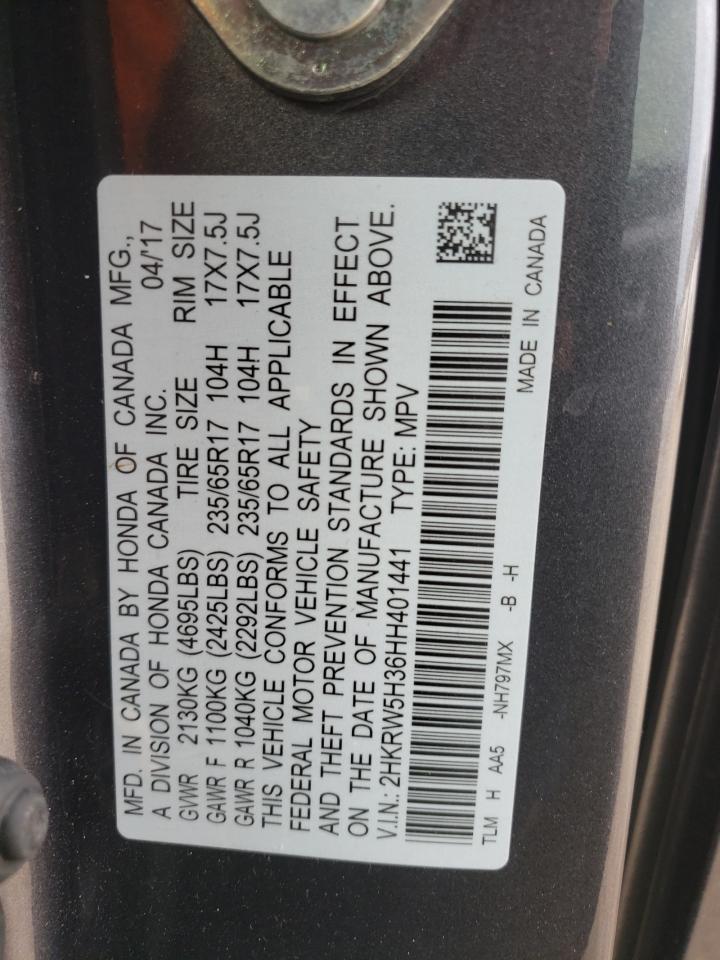 MFD. IN CANADA BY HONDA OF CANADA MFG.,
A DIVISION OF HONDA CANADA INC. 04/'17
GVWR 2130KG (4695LBS) TIRE SIZE RIM SIZE
GAWR F 1100KG (2425LBS) 235/65R17 104H 17X7.5J
GAWR R 1040KG (2292LBS) 235/65R17 104H 17X7.5J
THIS VEHICLE CONFORMS TO ALL APPLICABLE
FEDERAL MOTOR VEHICLE SAFETY
AND THEFT PREVENTION STANDARDS IN EFFECT
ON THE DATE OF MANUFACTURE SHOWN ABOVE.
V.I.N.: 2HKRW5H36HH401441 TYPE: MPV
TLM H AA5 -NH797MX -B -H
MADE IN CANADA